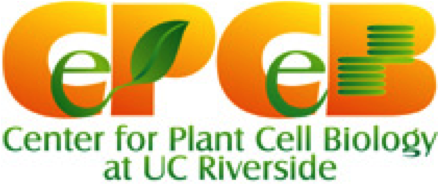 CePCeB
Center for Plant Cell Biology
at UC Riverside